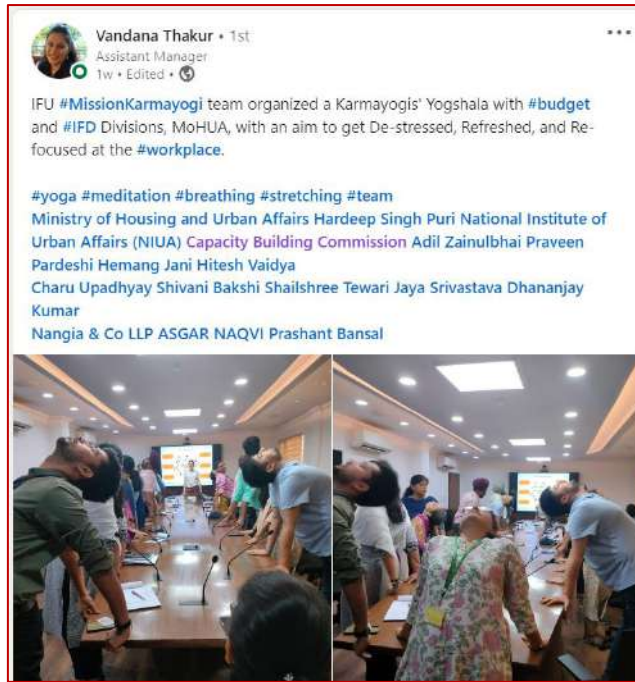 Vandana Thakur • 1st
Assistant Manager
1w • Edited •
IFU #MissionKarmayogi team organized a Karmayogis' Yogshala with #budget
and #IFD Divisions, MoHUA, with an aim to get De-stressed, Refreshed, and Re-
focused at the #workplace.
#yoga #meditation #breathing #stretching #team
Ministry of Housing and Urban Affairs Hardeep Singh Puri National Institute of
Urban Affairs (NIUA) Capacity Building Commission Adil Zainulbhai Praveen
Pardeshi Hemang Jani Hitesh Vaidya
Charu Upadhyay Shivani Bakshi Shailshree Tewari Jaya Srivastava Dhananjay
Kumar
Nangia & Co LLP ASGAR NAQVI Prashant Bansal